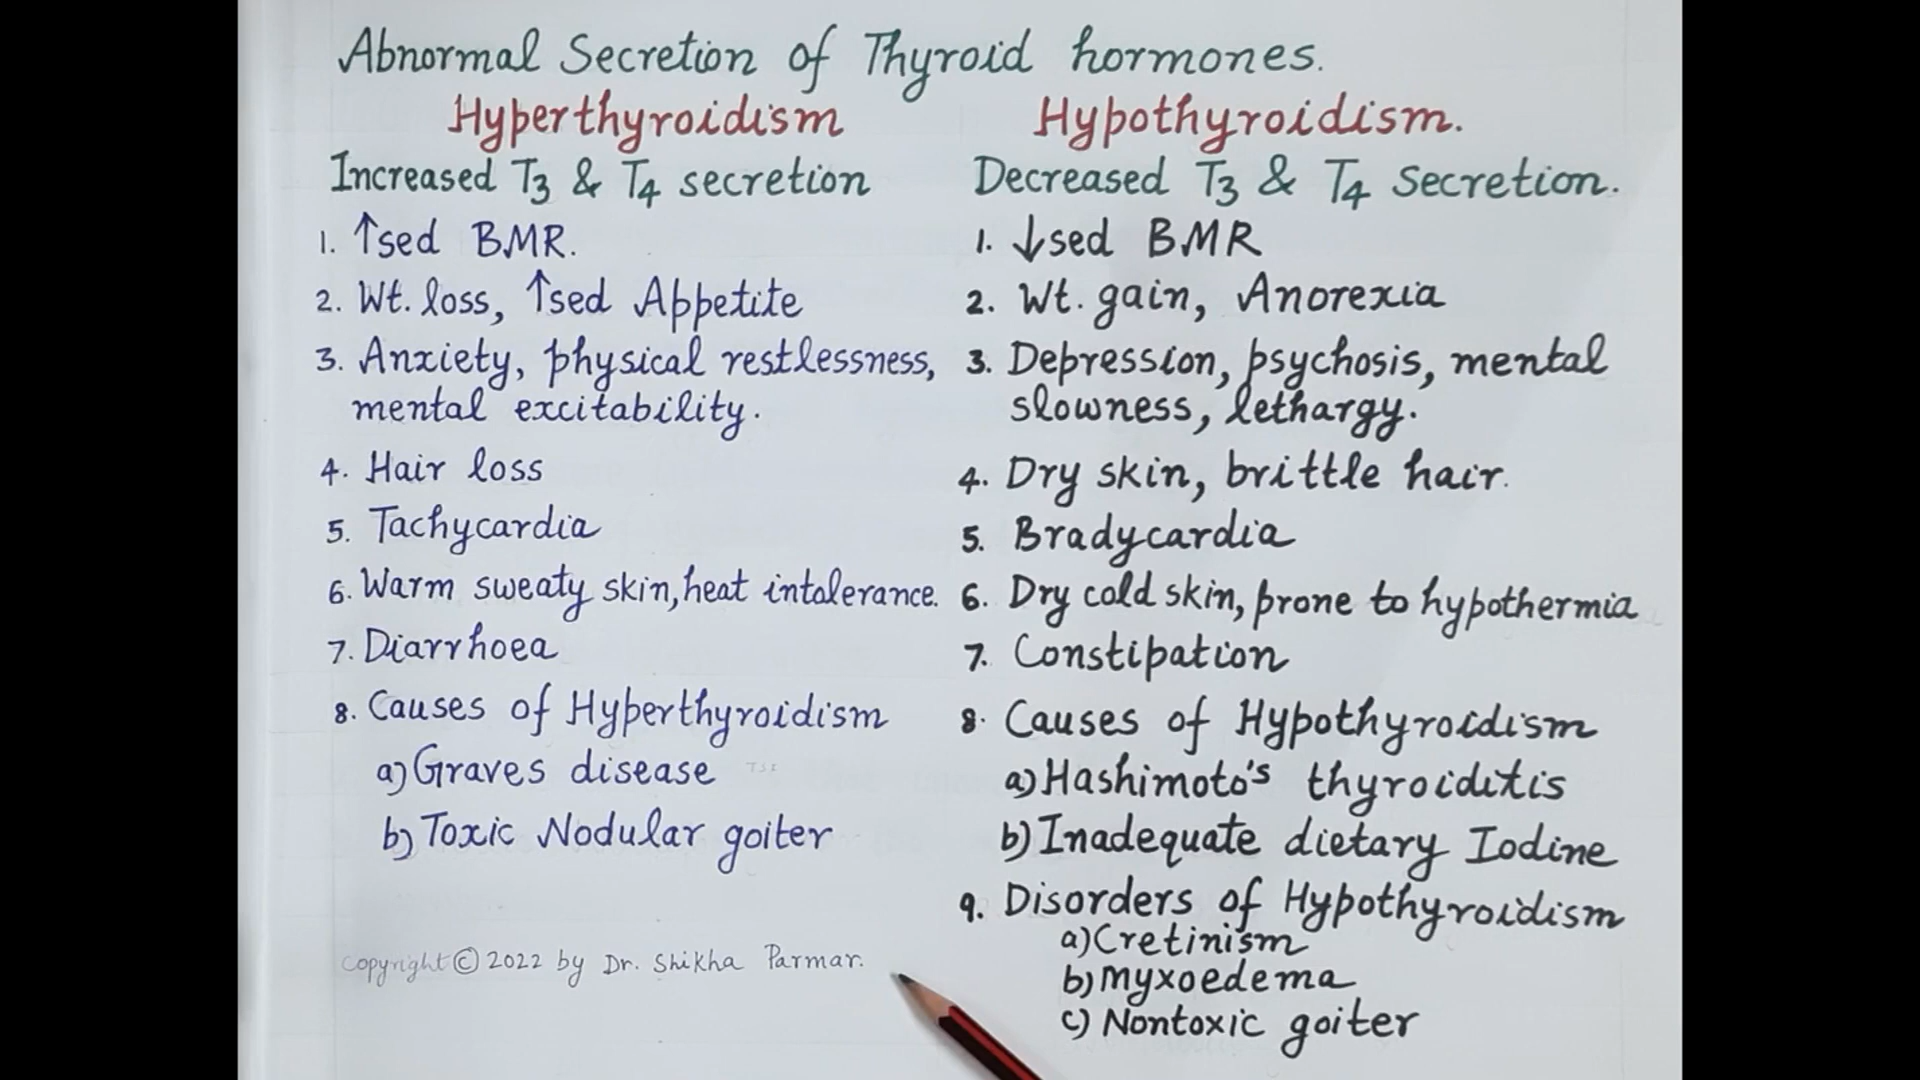 Abnormal Secretion of Thyroid hormones.
Hyperthyroidism
Increased T3 & T4 secretion
1. ↑sed BMR.
2. Wt. loss, ↑sed Appetite
3. Anxiety, physical restlessness,
mental excitability.
4. Hair loss
5. Tachycardia
6. Warm sweaty skin, heat intolerance.
7. Diarrhoea
8. Causes of Hyperthyroidism
a) Graves disease
b) Toxic Nodular goiter
Copyright © 2022 by Dr. Shikha Parmar.
Hypothyroidism.
Decreased T3 & T4 secretion.
1. ↓sed BMR
2. Wt. gain, Anorexia
3. Depression, psychosis, mental
slowness, lethargy.
4. Dry skin, brittle hair.
5. Bradycardia
6. Dry cold skin, prone to hypothermia
7. Constipation
8. Causes of Hypothyroidism
a) Hashimoto's thyroiditis
b) Inadequate dietary Iodine
9. Disorders of Hypothyroidism
a) Cretinism
b) Myxoedema
c) Nontoxic goiter